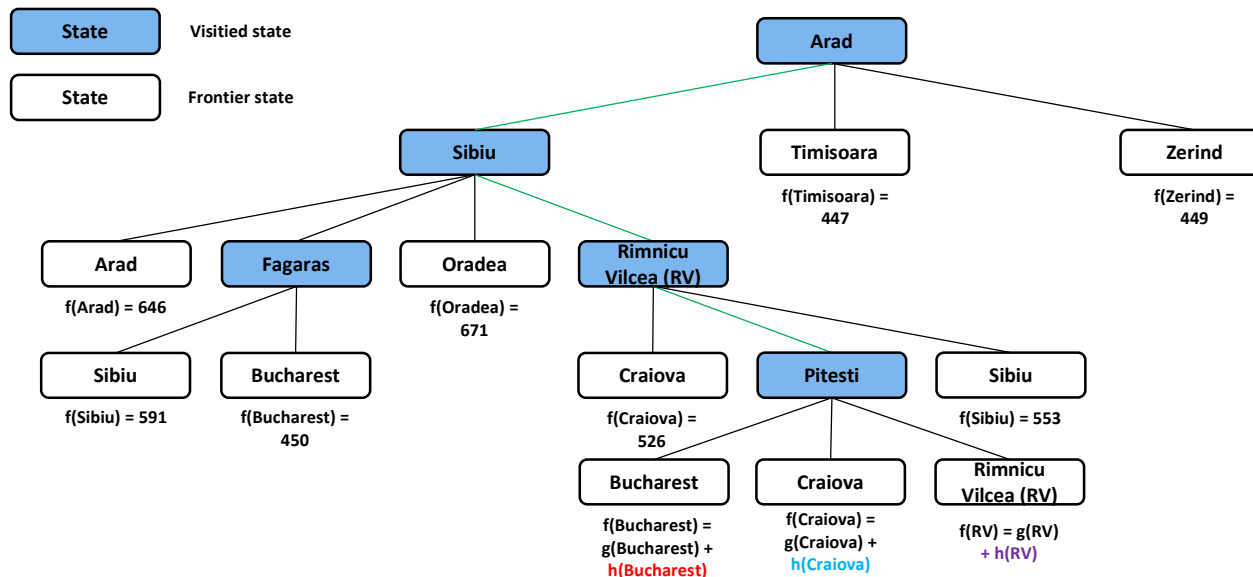 State
Visitied state
Arad
State
Frontier state
Sibiu
Timisoara
Zerind
f(Timisoara) =
447
f(Zerind) =
449
Arad
Fagaras
Oradea
Rimnicu
Vilcea (RV)
f(Arad) = 646
f(Oradea) =
671
Sibiu
Bucharest
Craiova
Pitesti
Sibiu
f(Sibiu) = 591
f(Bucharest) =
450
f(Craiova) =
526
f(Sibiu) = 553
Bucharest
Craiova
Rimnicu
Vilcea (RV)
f(Bucharest) =
g(Bucharest) +
h(Bucharest)
f(Craiova) =
g(Craiova) +
h(Craiova)
f(RV) = g(RV)
+ h(RV)